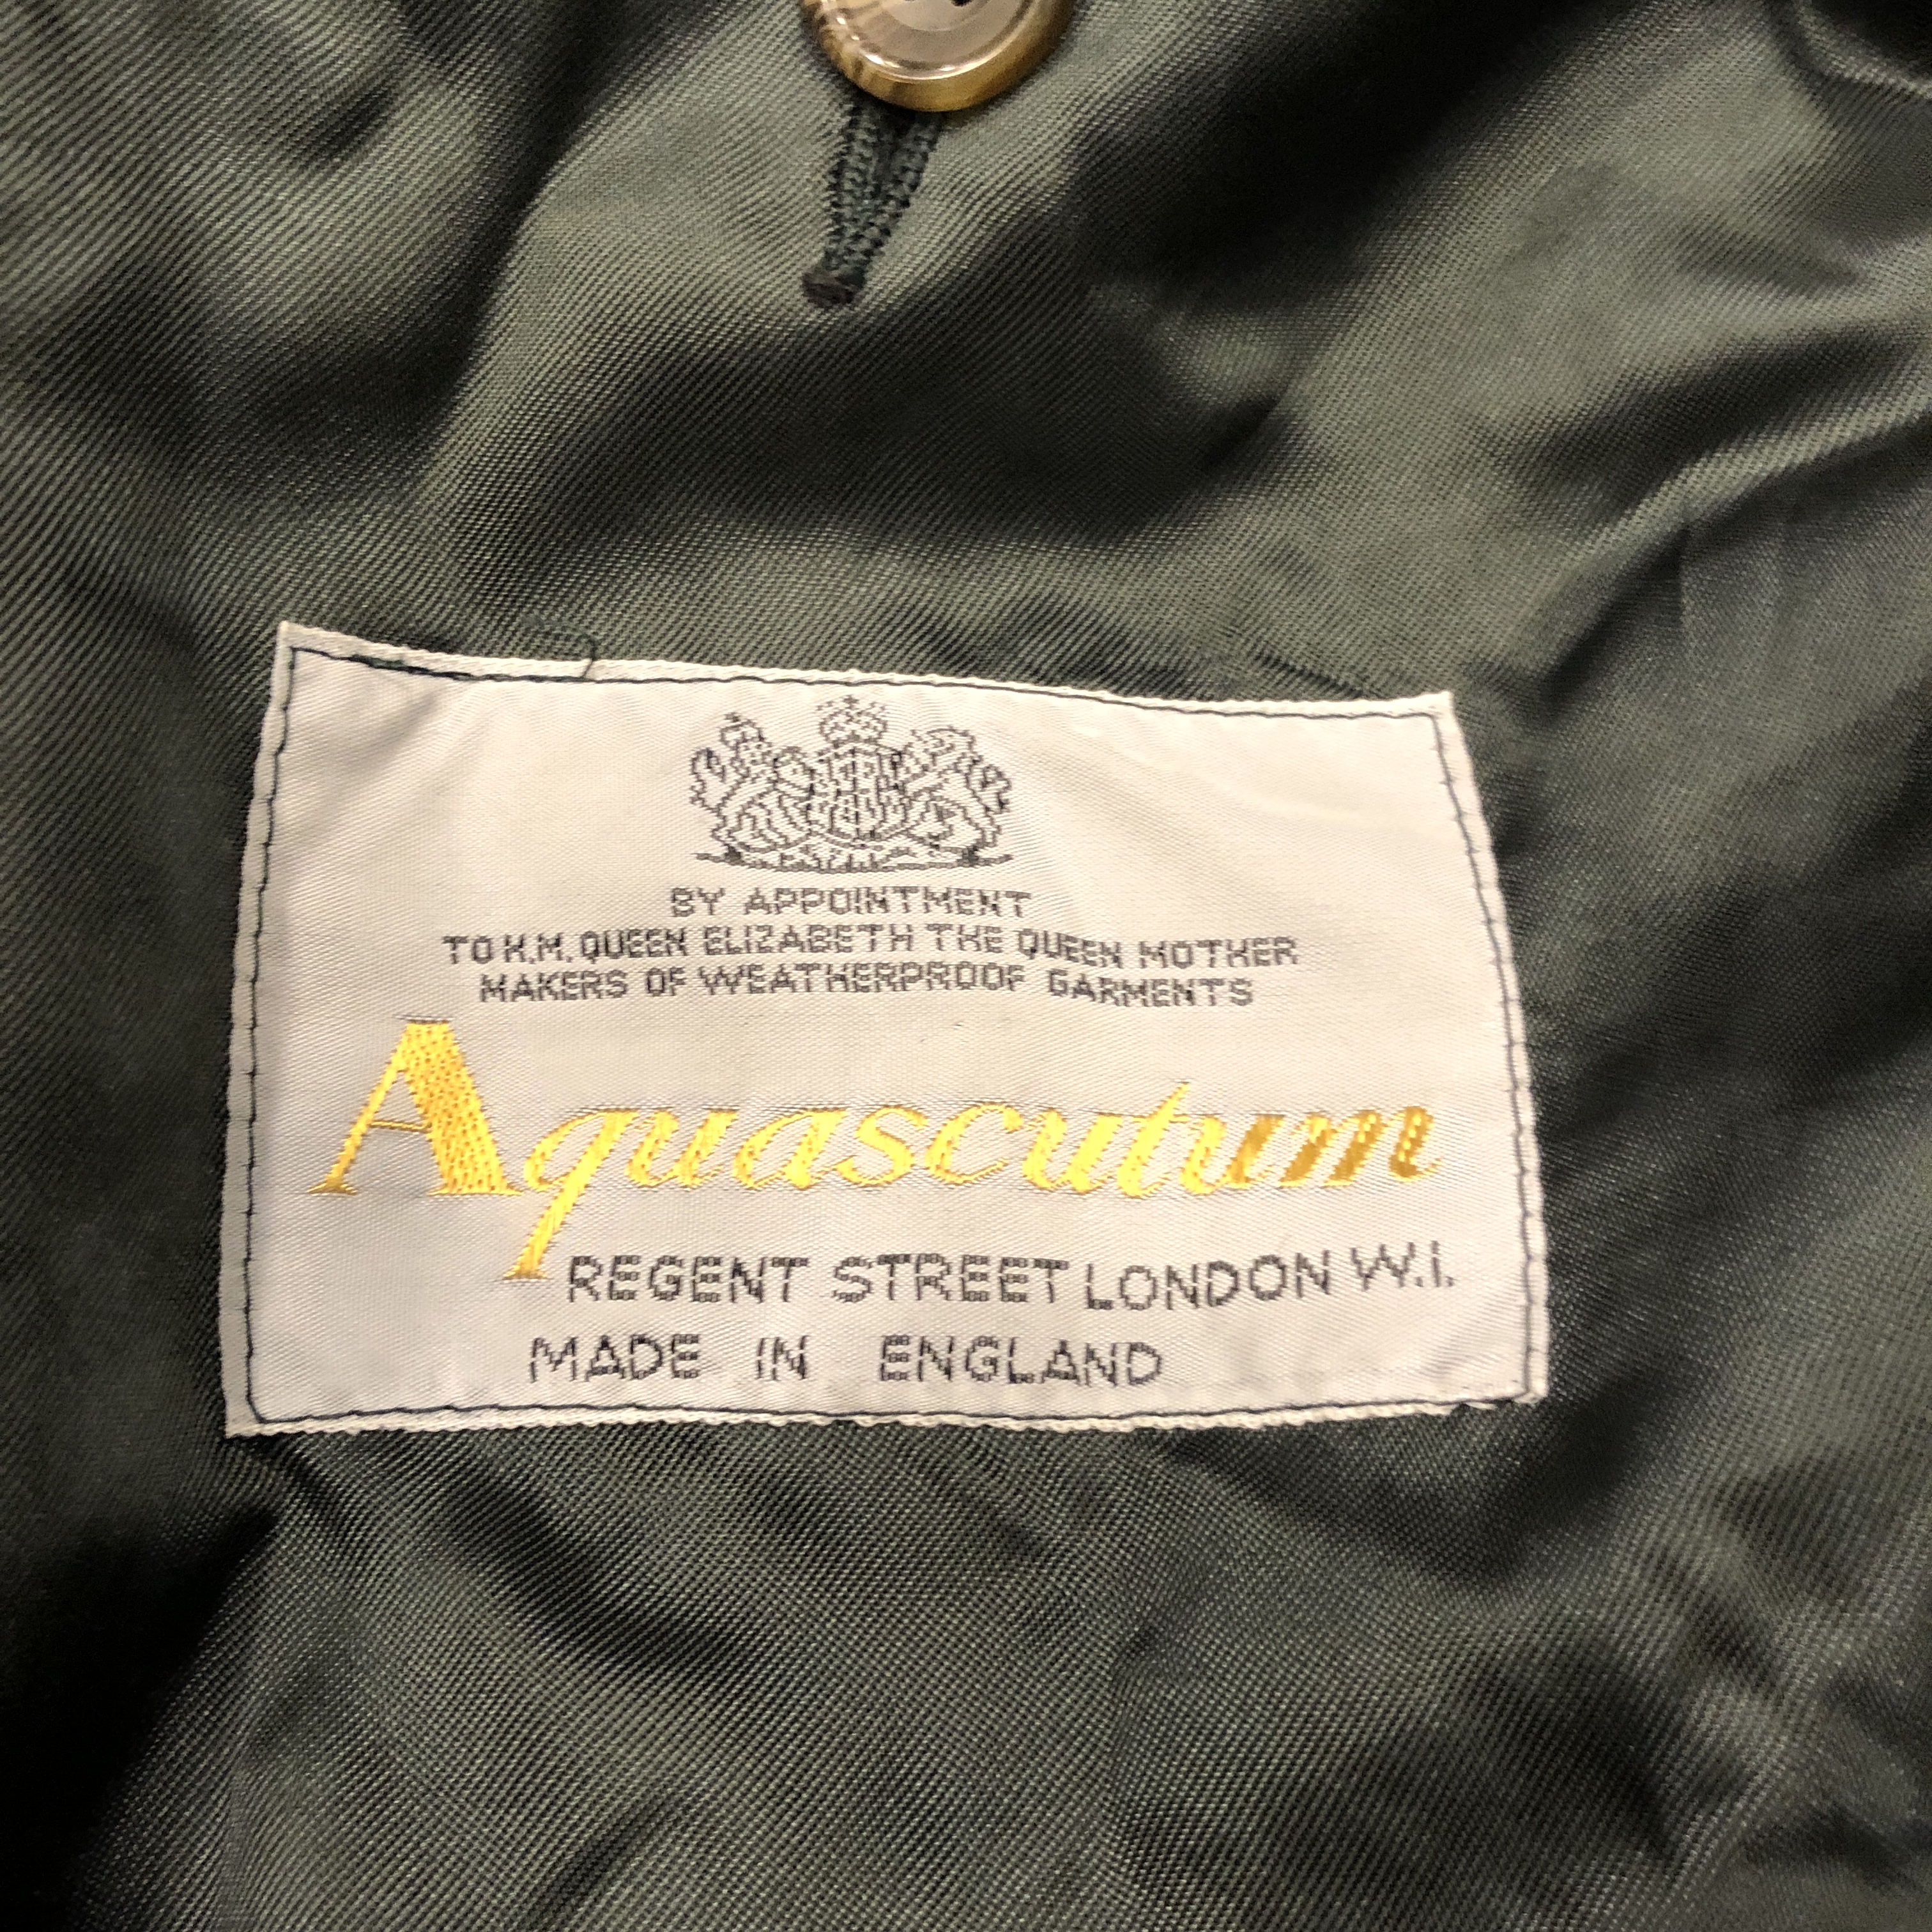 BY APPOINTMENT
TO H.M. QUEEN ELIZABETH THE QUEEN MOTHER
MAKERS OF WEATHERPROOF GARMENTS
Aquascutum
REGENT STREET LONDON W.1.
MADE IN ENGLAND